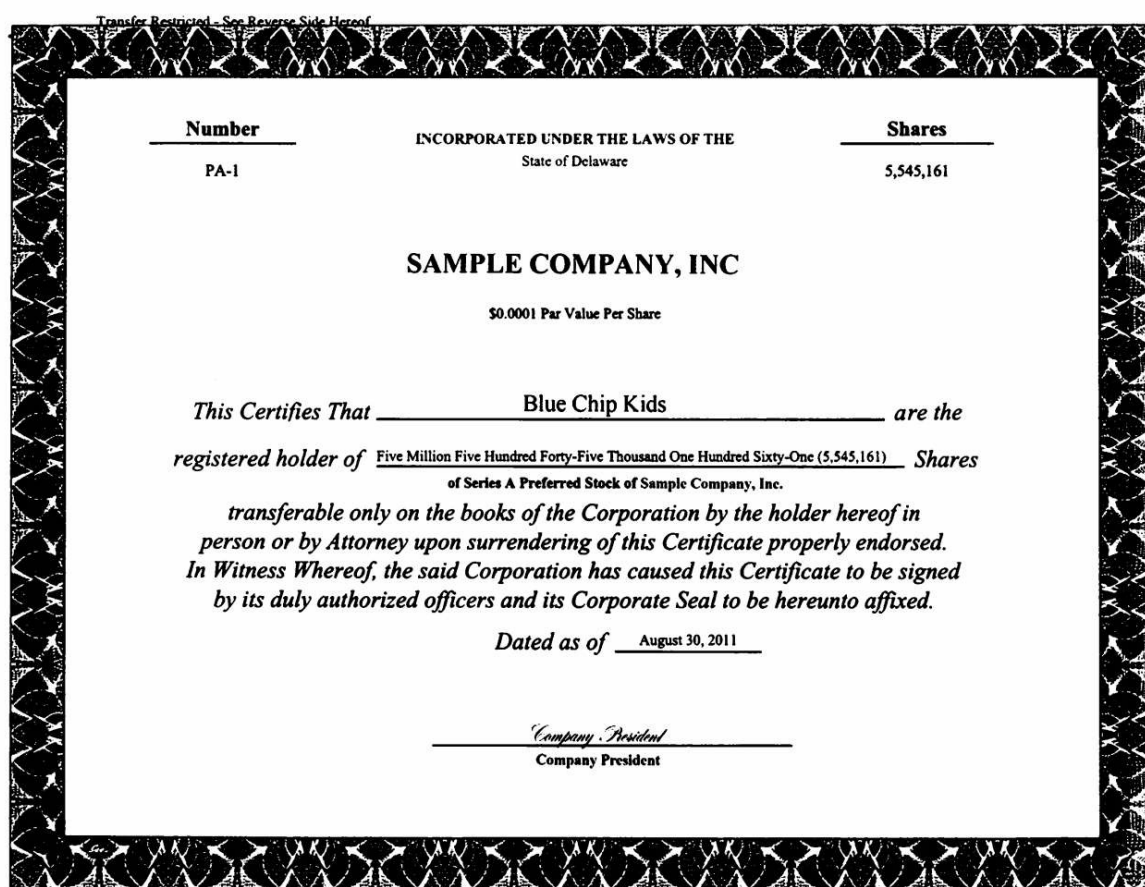 Transfer Restricted - See Reverse Side Hereof
Number
INCORPORATED UNDER THE LAWS OF THE
Shares
PA-1
State of Delaware
5,545,161
SAMPLE COMPANY, INC
$0.0001 Par Value Per Share
This Certifies That Blue Chip Kids are the
registered holder of Five Million Five Hundred Forty-Five Thousand One Hundred Sixty-One (5,545,161) Shares
of Series A Preferred Stock of Sample Company, Inc.
transferable only on the books of the Corporation by the holder hereof in
person or by Attorney upon surrendering of this Certificate properly endorsed.
In Witness Whereof, the said Corporation has caused this Certificate to be signed
by its duly authorized officers and its Corporate Seal to be hereunto affixed.
Dated as of August 30, 2011
Company President
Company President